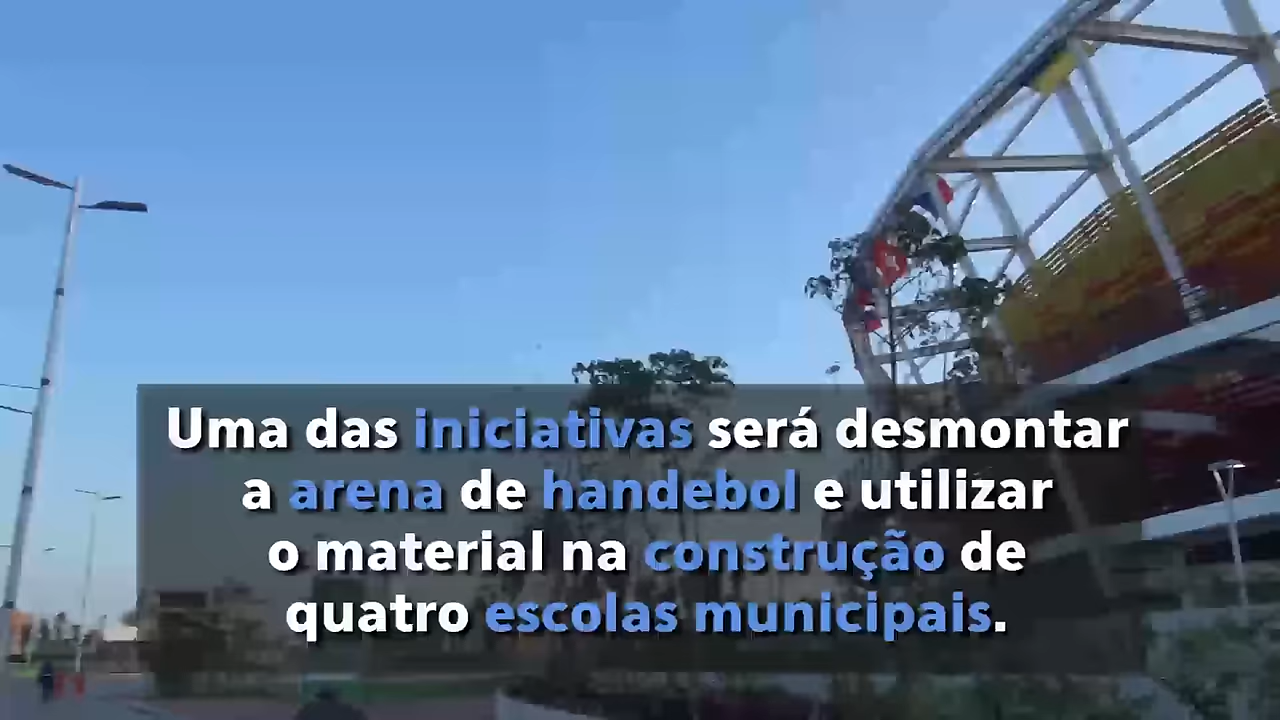 Uma das iniciativas será desmontar
a arena de handebol e utilizar
o material na construção de
quatro escolas municipais.